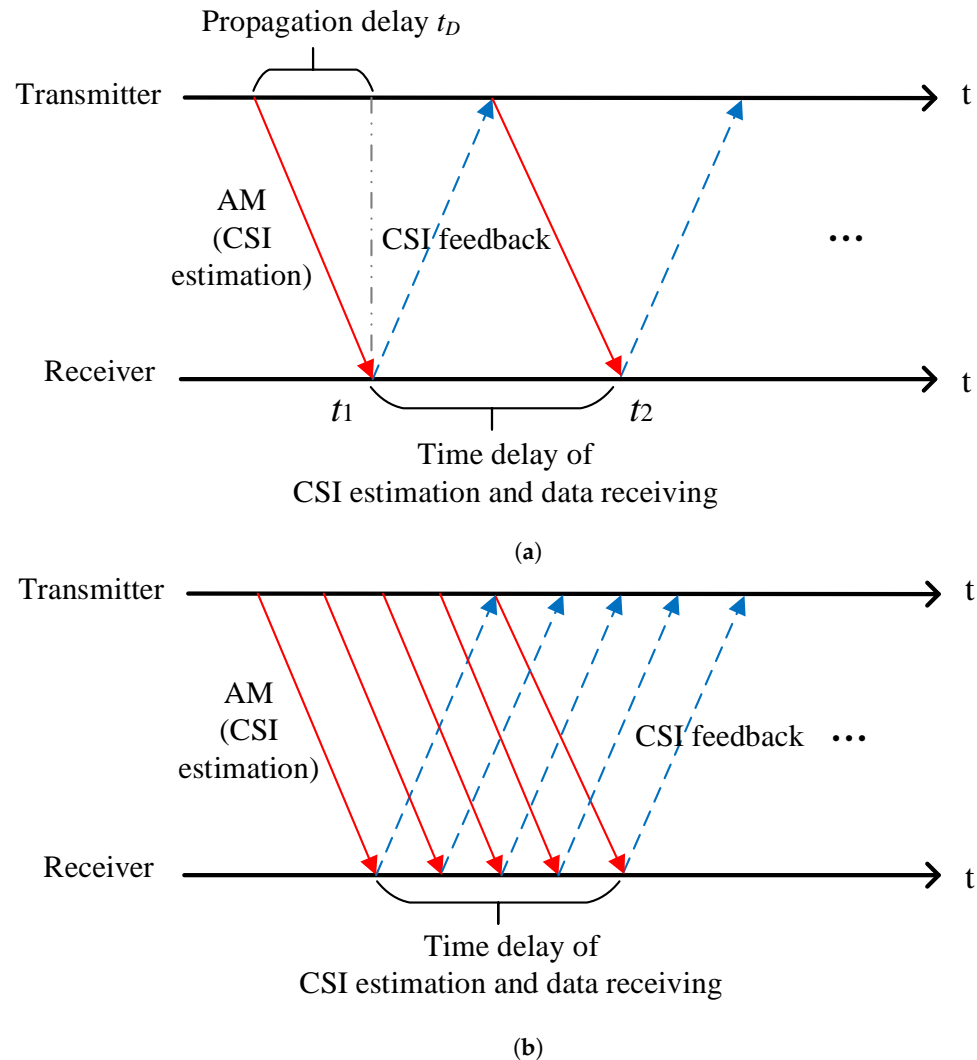 Propagation delay tD
Transmitter
t
AM
(CSI
estimation)
CSI feedback
...
Receiver
t
t1
t2
Time delay of
CSI estimation and data receiving
(a)
Transmitter
t
AM
(CSI
estimation)
CSI feedback
...
Receiver
t
Time delay of
CSI estimation and data receiving
(b)